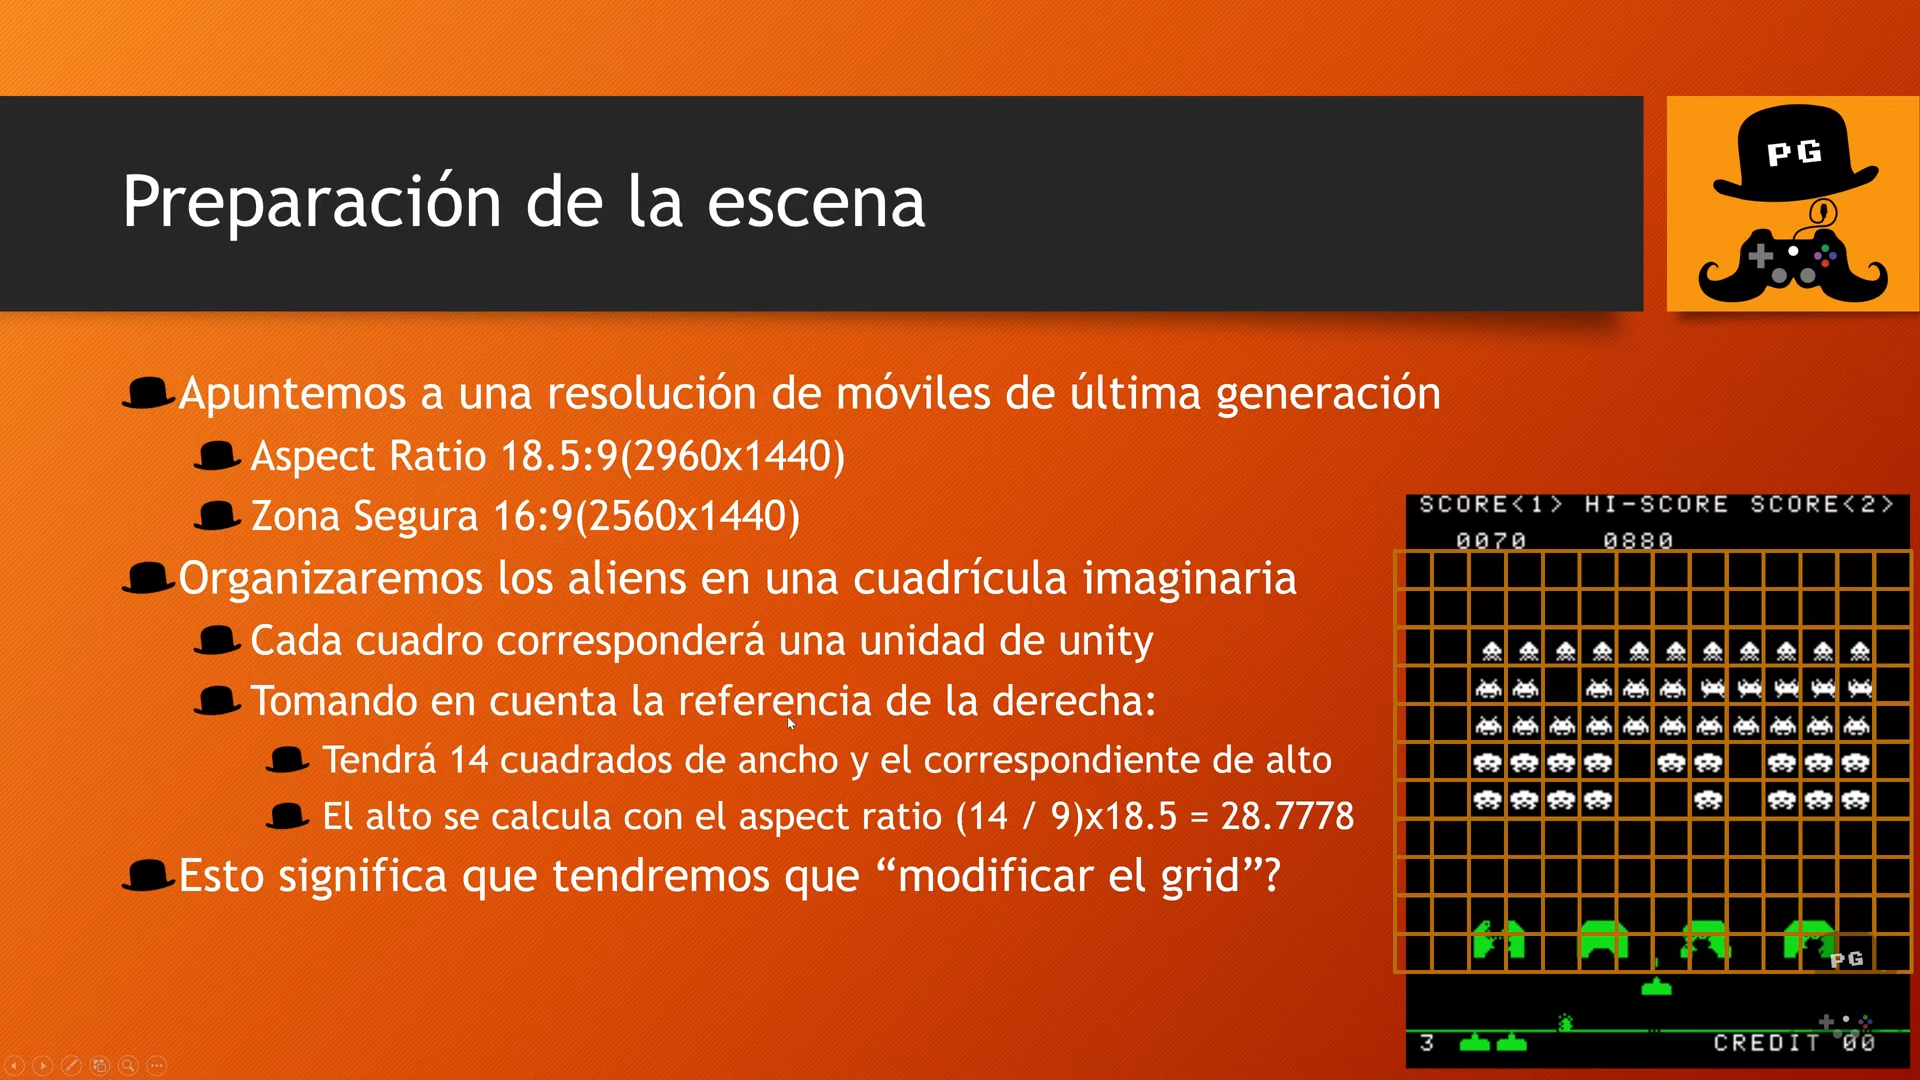 PG
Preparación de la escena
Apuntemos a una resolución de móviles de última generación
Aspect Ratio 18.5:9(2960x1440)
Zona Segura 16:9(2560x1440)
Organizaremos los aliens en una cuadrícula imaginaria
Cada cuadro corresponderá una unidad de unity
Tomando en cuenta la referencia de la derecha:
Tendrá 14 cuadrados de ancho y el correspondiente de alto
El alto se calcula con el aspect ratio (14 / 9)x18.5 = 28.7778
Esto significa que tendremos que “modificar el grid”?
SCORE<1> HI-SCORE SCORE<2>
0070 0880
PG
3 CREDIT 00